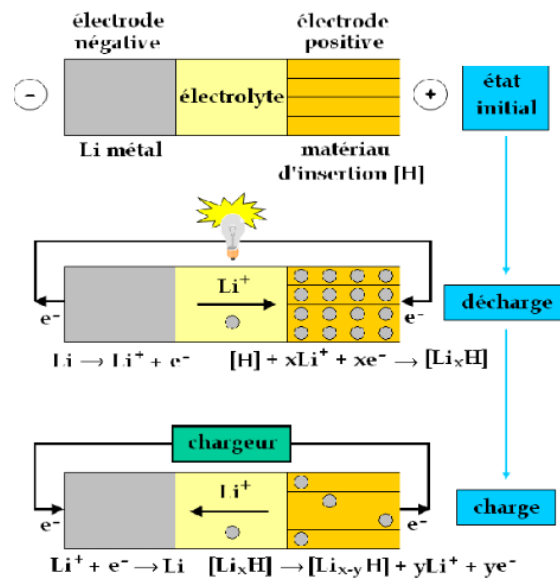 électrode négative
électrode positive
−
électrolyte
+
état initial
Li métal
matériau d'insertion [H]
Li⁺
décharge
e⁻
e⁻
Li → Li⁺ + e⁻
[H] + xLi⁺ + xe⁻ → [LiₓH]
chargeur
Li⁺
charge
e⁻
e⁻
Li⁺ + e⁻ → Li
[LiₓH] → [Liₓ₋yH] + yLi⁺ + ye⁻